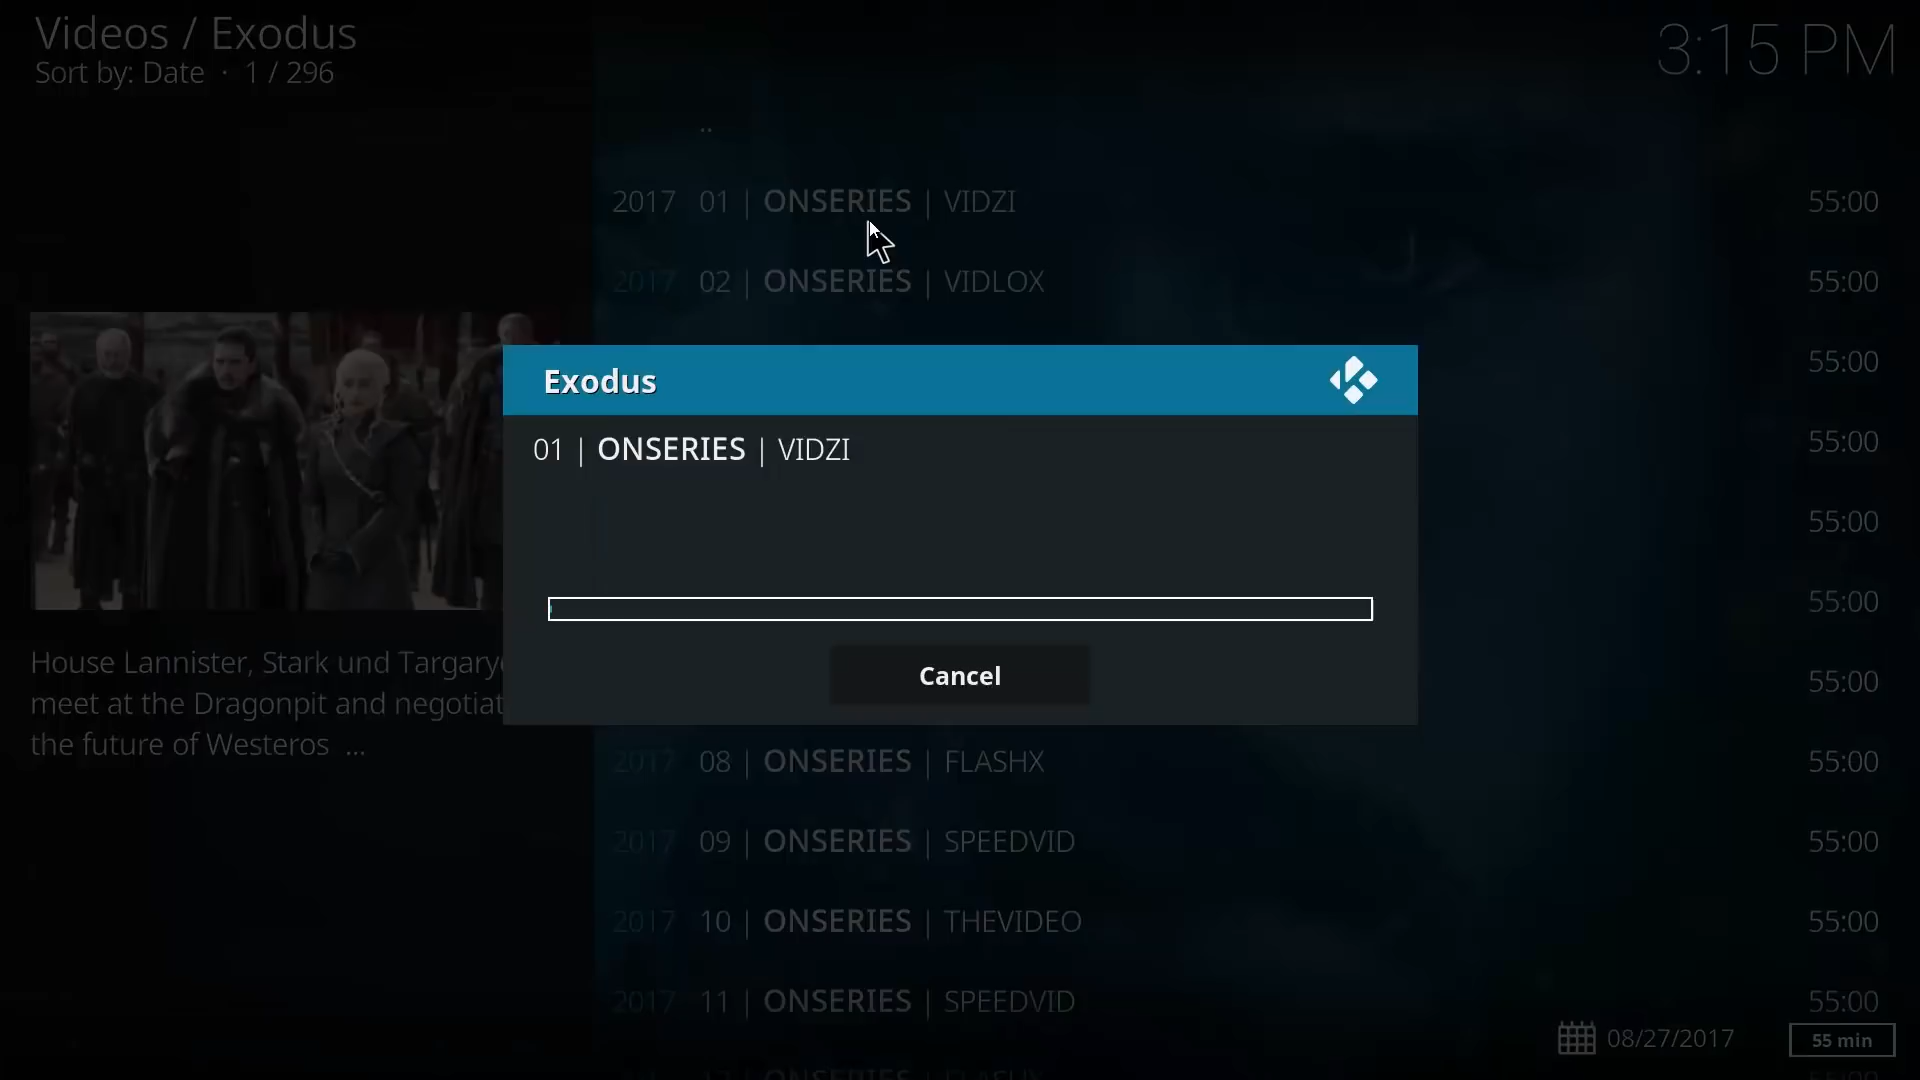 Videos / Exodus
Sort by: Date · 1 / 296
3:15 PM
..
2017 01 | ONSERIES | VIDZI 55:00
2017 02 | ONSERIES | VIDLOX 55:00
55:00
Exodus
01 | ONSERIES | VIDZI
55:00
55:00
55:00
Cancel
55:00
House Lannister, Stark und
meet at the Dragonpit and
the future of Westeros ...
2017 08 | ONSERIES | FLASHX 55:00
2017 09 | ONSERIES | SPEEDVID 55:00
2017 10 | ONSERIES | THEVIDEO 55:00
2017 11 | ONSERIES | SPEEDVID 55:00
08/27/2017 55 min